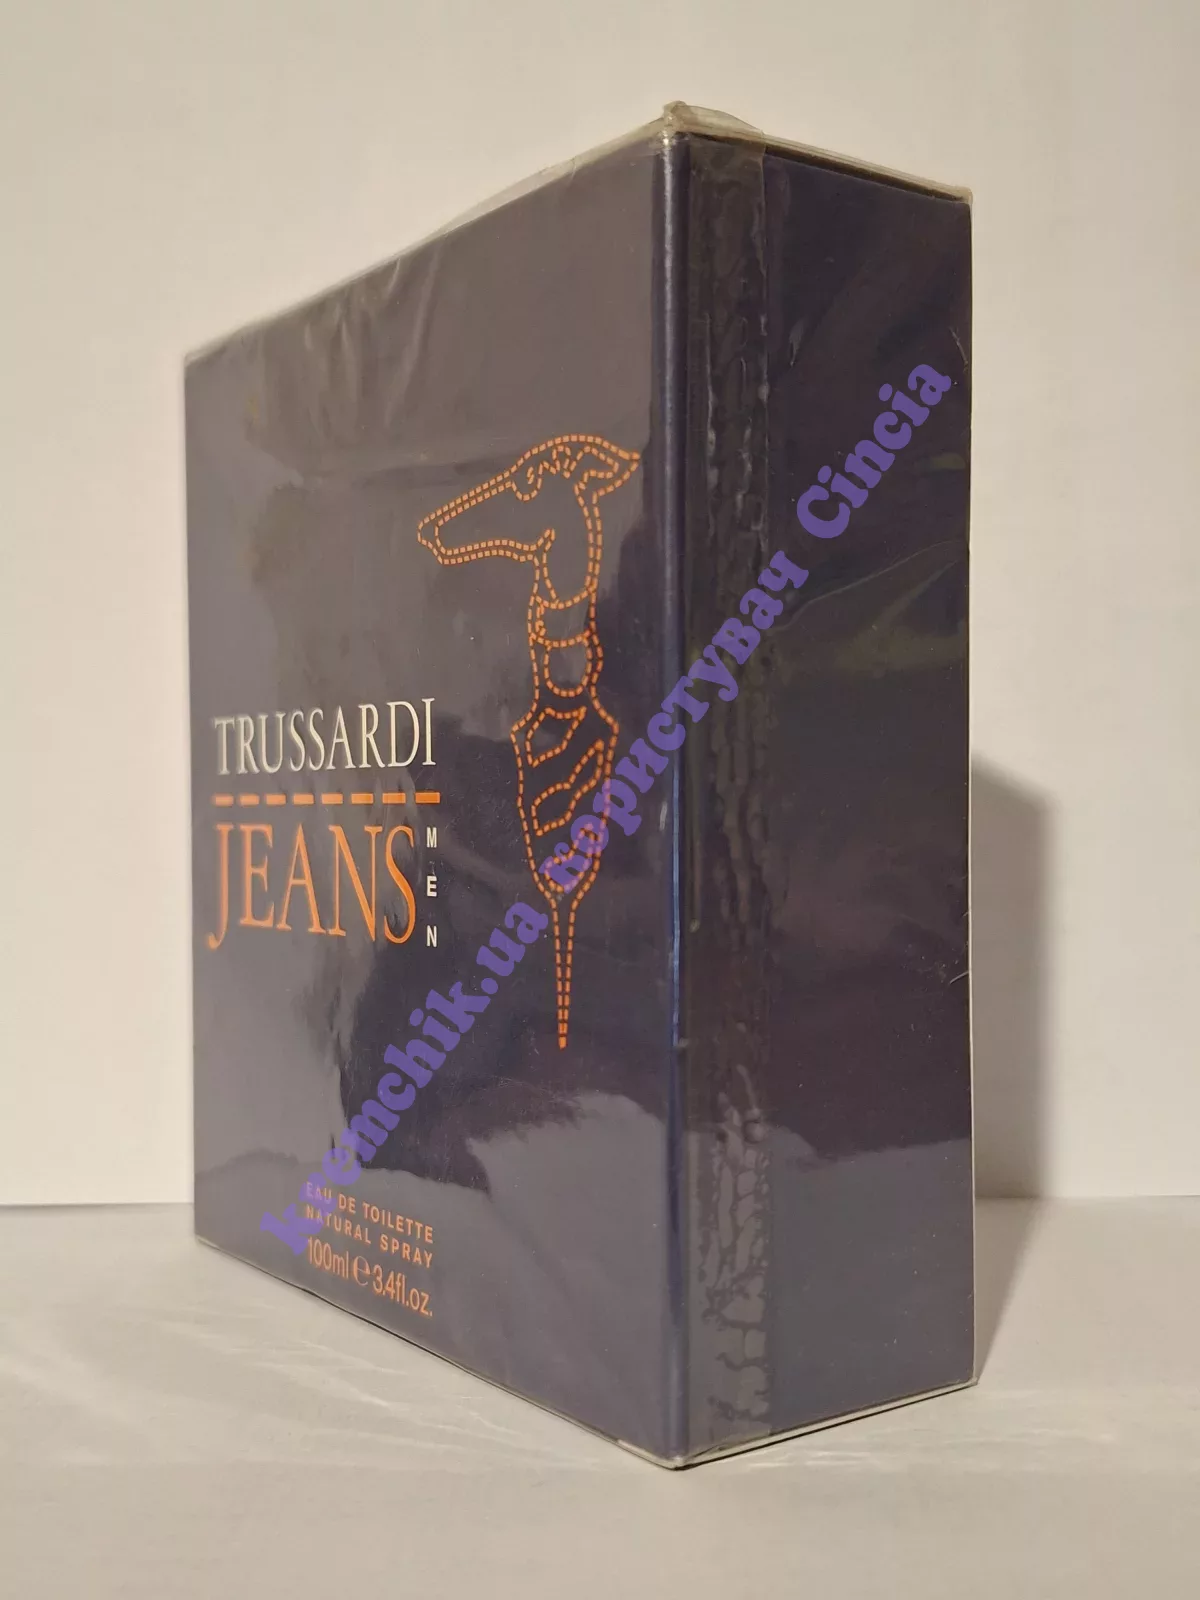 TRUSSARDI
JEANS
MEN
EAU DE TOILETTE
NATURAL SPRAY
100ml e 3.4fl.oz.
kremchik.ua користувач Cincia